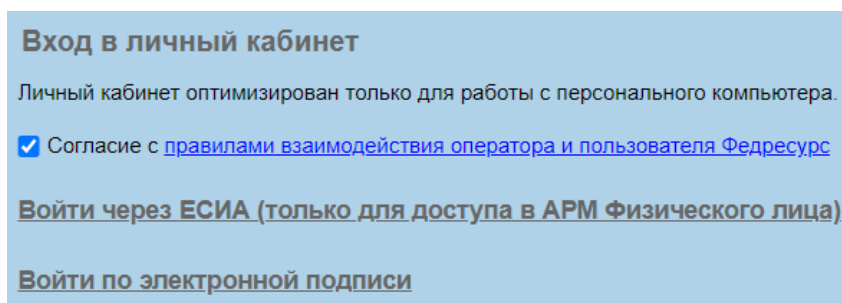 Вход в личный кабинет
Личный кабинет оптимизирован только для работы с персонального компьютера.
Согласие с правилами взаимодействия оператора и пользователя Федресурс
Войти через ЕСИА (только для доступа в АРМ Физического лица)
Войти по электронной подписи